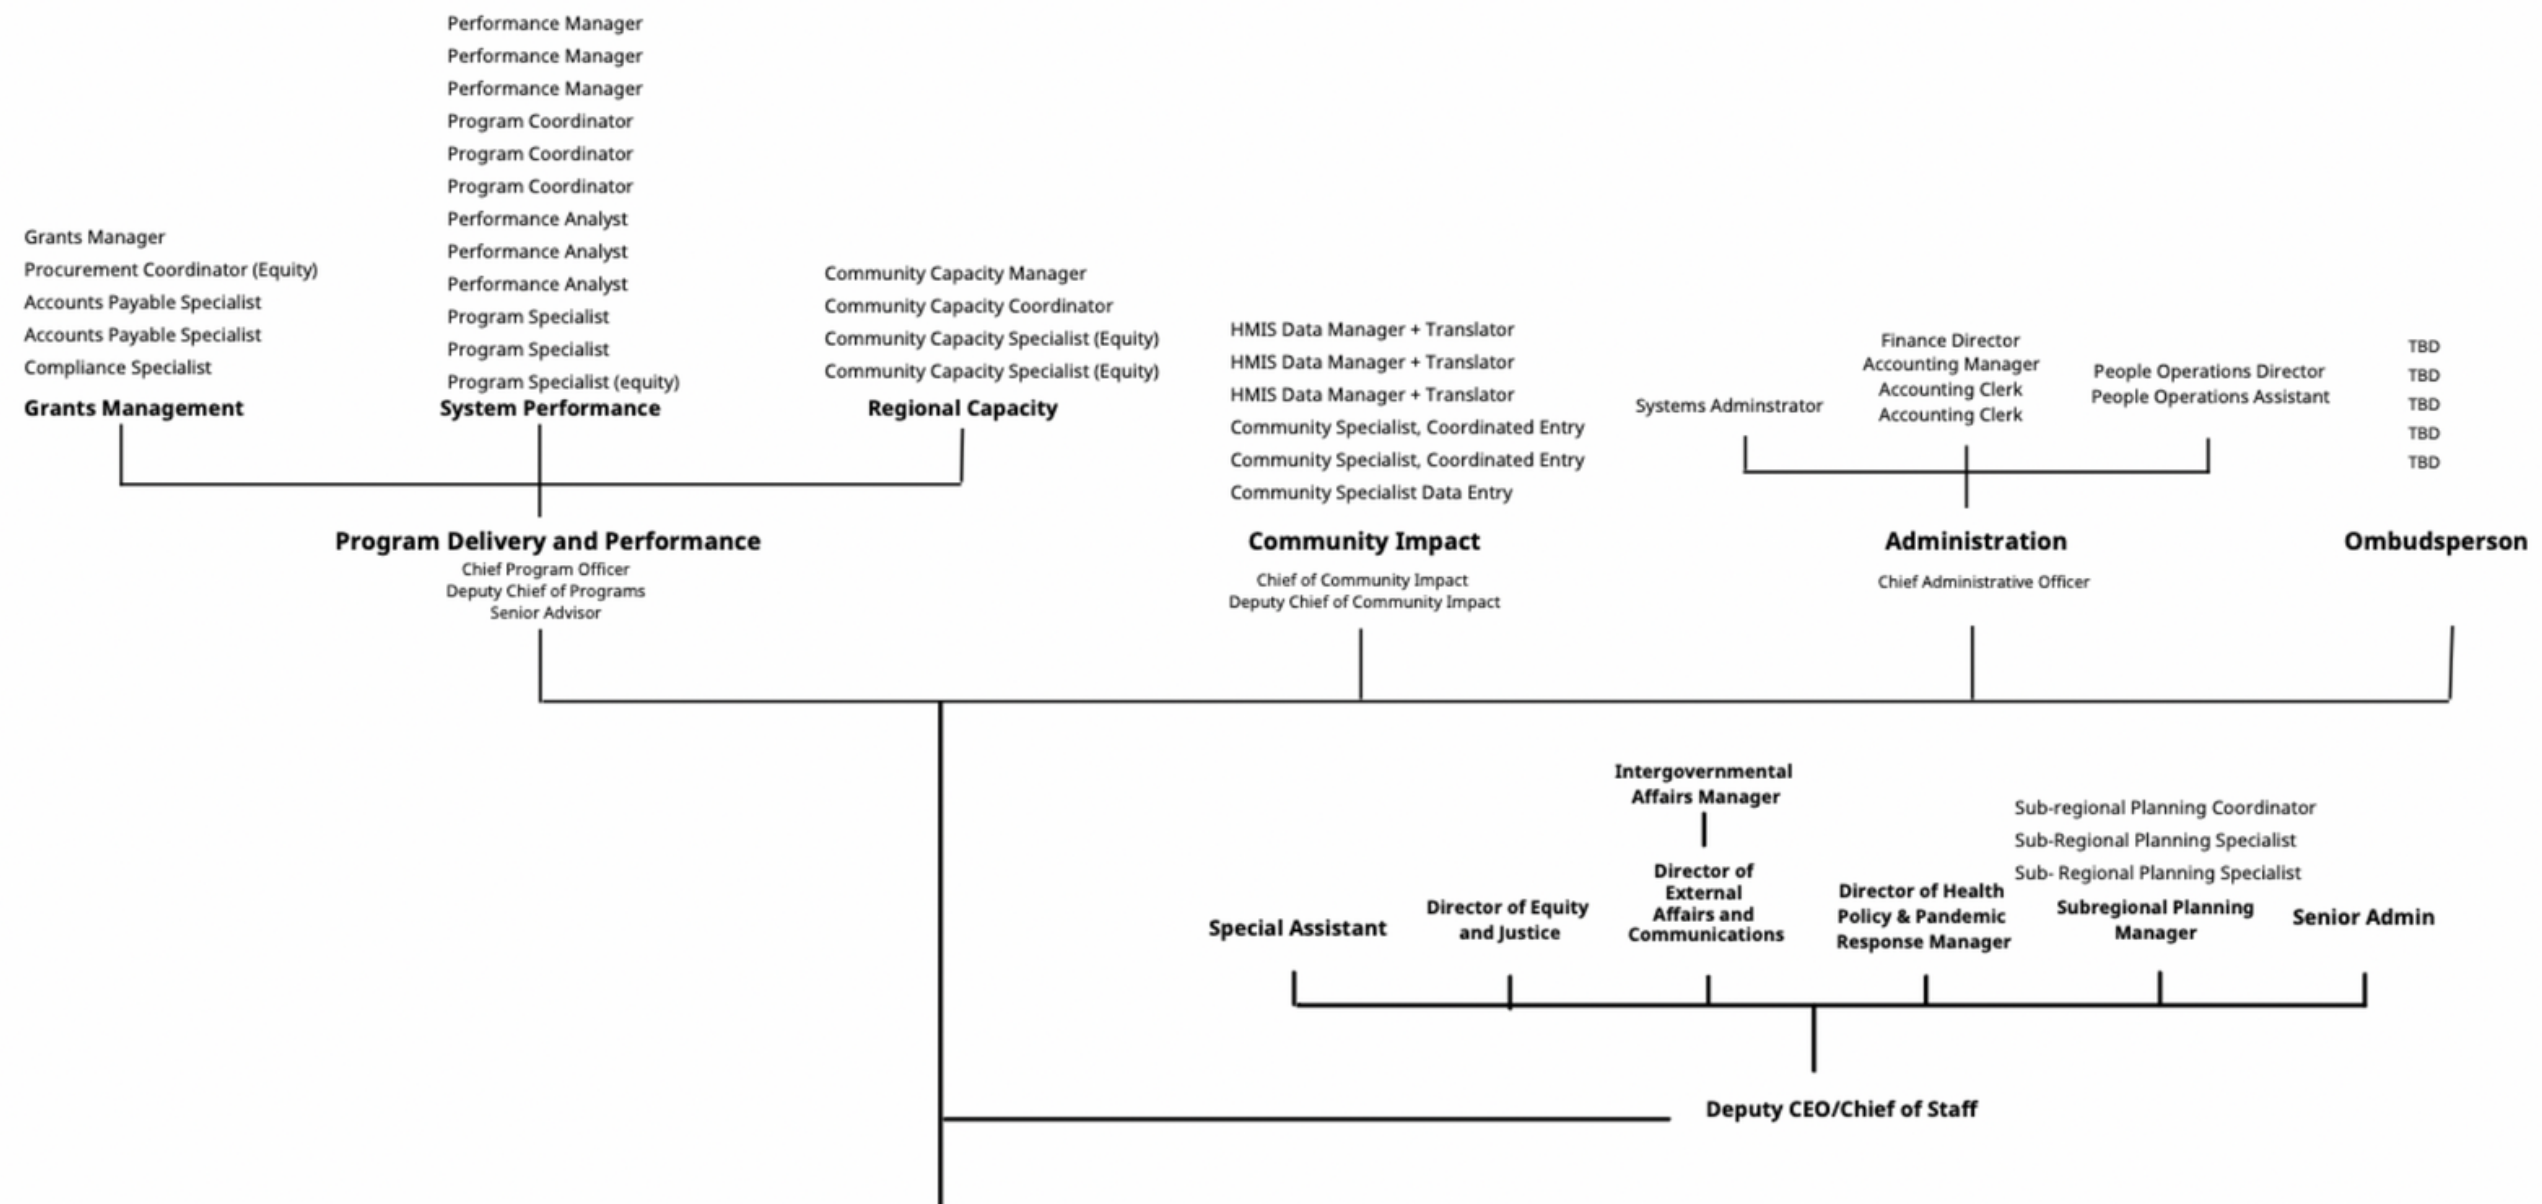 Performance Manager
Performance Manager
Performance Manager
Program Coordinator
Program Coordinator
Program Coordinator
Performance Analyst
Performance Analyst
Performance Analyst
Program Specialist
Program Specialist
Program Specialist (equity)
System Performance
Grants Manager
Procurement Coordinator (Equity)
Accounts Payable Specialist
Accounts Payable Specialist
Compliance Specialist
Grants Management
Community Capacity Manager
Community Capacity Coordinator
Community Capacity Specialist (Equity)
Community Capacity Specialist (Equity)
Regional Capacity
Program Delivery and Performance
Chief Program Officer
Deputy Chief of Programs
Senior Advisor
HMIS Data Manager + Translator
HMIS Data Manager + Translator
HMIS Data Manager + Translator
Community Specialist, Coordinated Entry
Community Specialist, Coordinated Entry
Community Specialist Data Entry
Community Impact
Chief of Community Impact
Deputy Chief of Community Impact
Systems Adminstrator
Finance Director
Accounting Manager
Accounting Clerk
Accounting Clerk
People Operations Director
People Operations Assistant
Administration
Chief Administrative Officer
TBD
TBD
TBD
TBD
TBD
Ombudsperson
Special Assistant
Director of Equity
and Justice
Intergovernmental
Affairs Manager
Director of
External
Affairs and
Communications
Director of Health
Policy & Pandemic
Response Manager
Sub-regional Planning Coordinator
Sub-Regional Planning Specialist
Sub- Regional Planning Specialist
Subregional Planning
Manager
Senior Admin
Deputy CEO/Chief of Staff